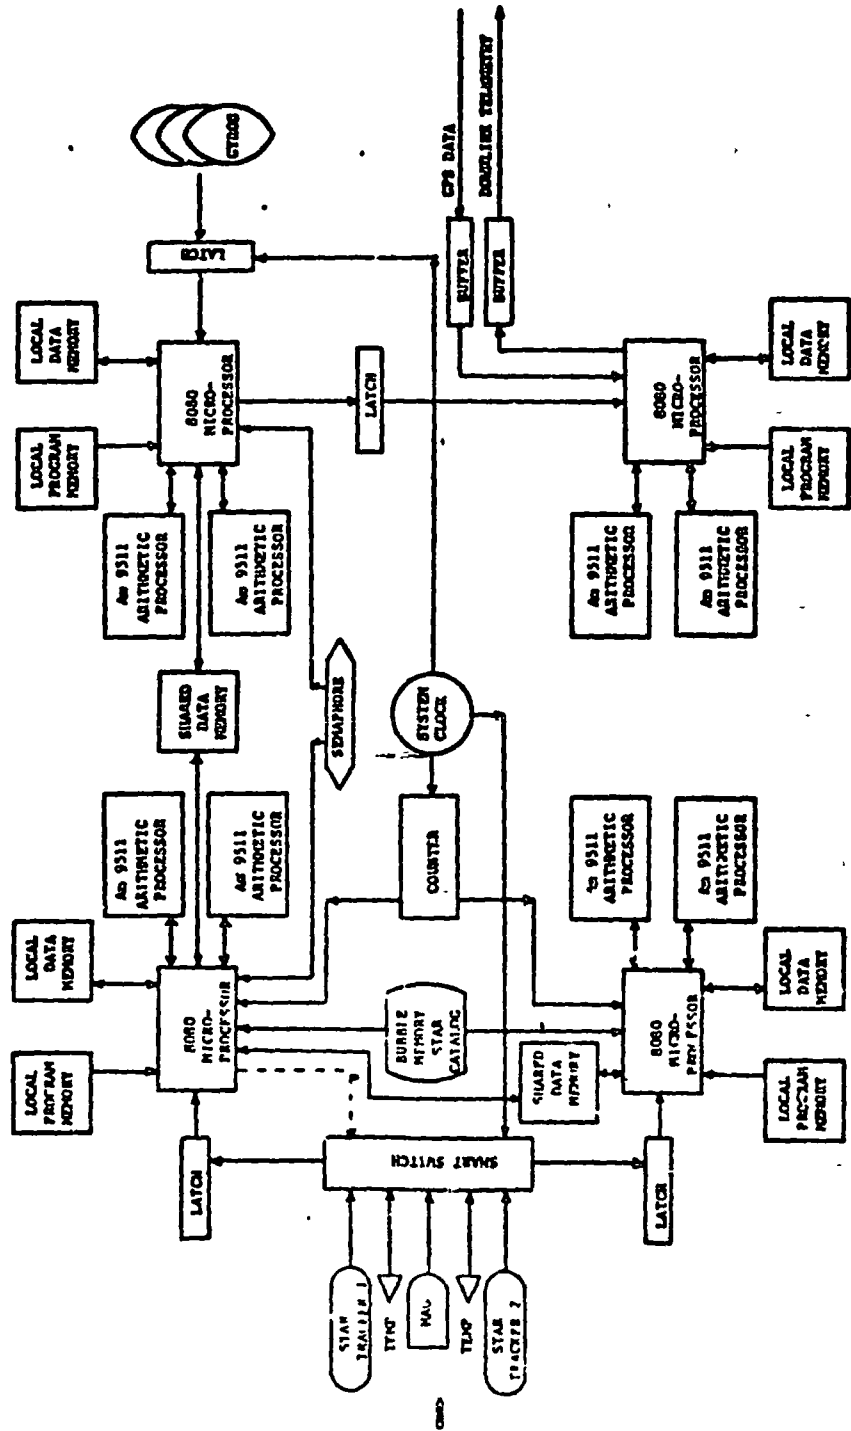 GYROS
LATCH
LOCAL
DATA
MEMORY
8080
MICRO-
PROCESSOR
LOCAL
PROGRAM
MEMORY
Am 9511
ARITHMETIC
PROCESSOR
Am 9511
ARITHMETIC
PROCESSOR
LATCH
GPS DATA
DOWNLINK TELEMETRY
BUFFER
BUFFER
8080
MICRO-
PROCESSOR
LOCAL
DATA
MEMORY
LOCAL
PROGRAM
MEMORY
Am 9511
ARITHMETIC
PROCESSOR
Am 9511
ARITHMETIC
PROCESSOR
SHARED
DATA
MEMORY
SEMAPHORE
SYSTEM
CLOCK
COUNTER
Am 9511
ARITHMETIC
PROCESSOR
Am 9511
ARITHMETIC
PROCESSOR
LOCAL
DATA
MEMORY
8080
MICRO-
PROCESSOR
LOCAL
PROGRAM
MEMORY
BUBBLE
MEMORY
STAR
CATALOG
SHARED
DATA
MEMORY
Am 9511
ARITHMETIC
PROCESSOR
Am 9511
ARITHMETIC
PROCESSOR
8080
MICRO-
PROCESSOR
LOCAL
DATA
MEMORY
LOCAL
PROGRAM
MEMORY
LATCH
SMART SWITCH
LATCH
STAR
TRACKER 1
TEMP
MAG
TEMP
STAR
TRACKER 2